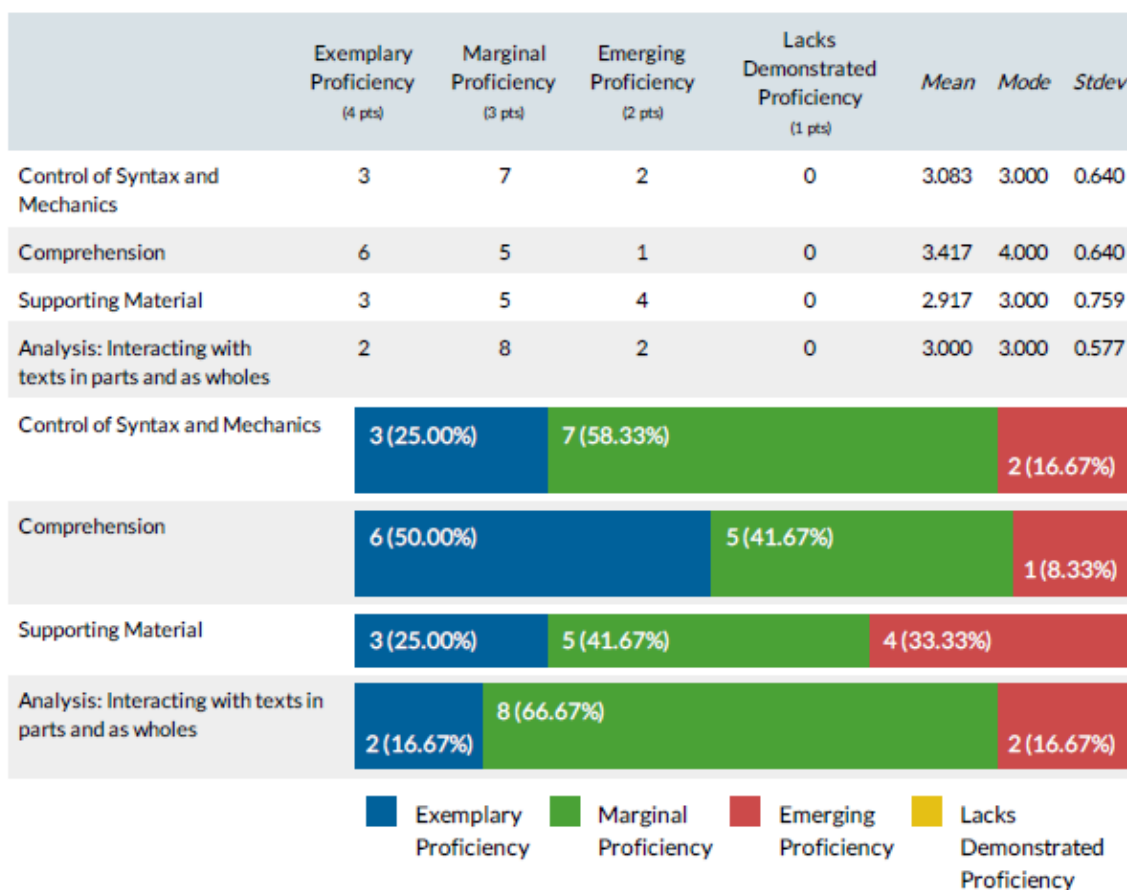 Exemplary Proficiency (4 pts) Marginal Proficiency (3 pts) Emerging Proficiency (2 pts) Lacks Demonstrated Proficiency (1 pts) Mean Mode Stdev
Control of Syntax and Mechanics 3 7 2 0 3.083 3.000 0.640
Comprehension 6 5 1 0 3.417 4.000 0.640
Supporting Material 3 5 4 0 2.917 3.000 0.759
Analysis: Interacting with texts in parts and as wholes 2 8 2 0 3.000 3.000 0.577
Control of Syntax and Mechanics 3 (25.00%) 7 (58.33%) 2 (16.67%)
Comprehension 6 (50.00%) 5 (41.67%) 1 (8.33%)
Supporting Material 3 (25.00%) 5 (41.67%) 4 (33.33%)
Analysis: Interacting with texts in parts and as wholes 2 (16.67%) 8 (66.67%) 2 (16.67%)
Exemplary Proficiency Marginal Proficiency Emerging Proficiency Lacks Demonstrated Proficiency